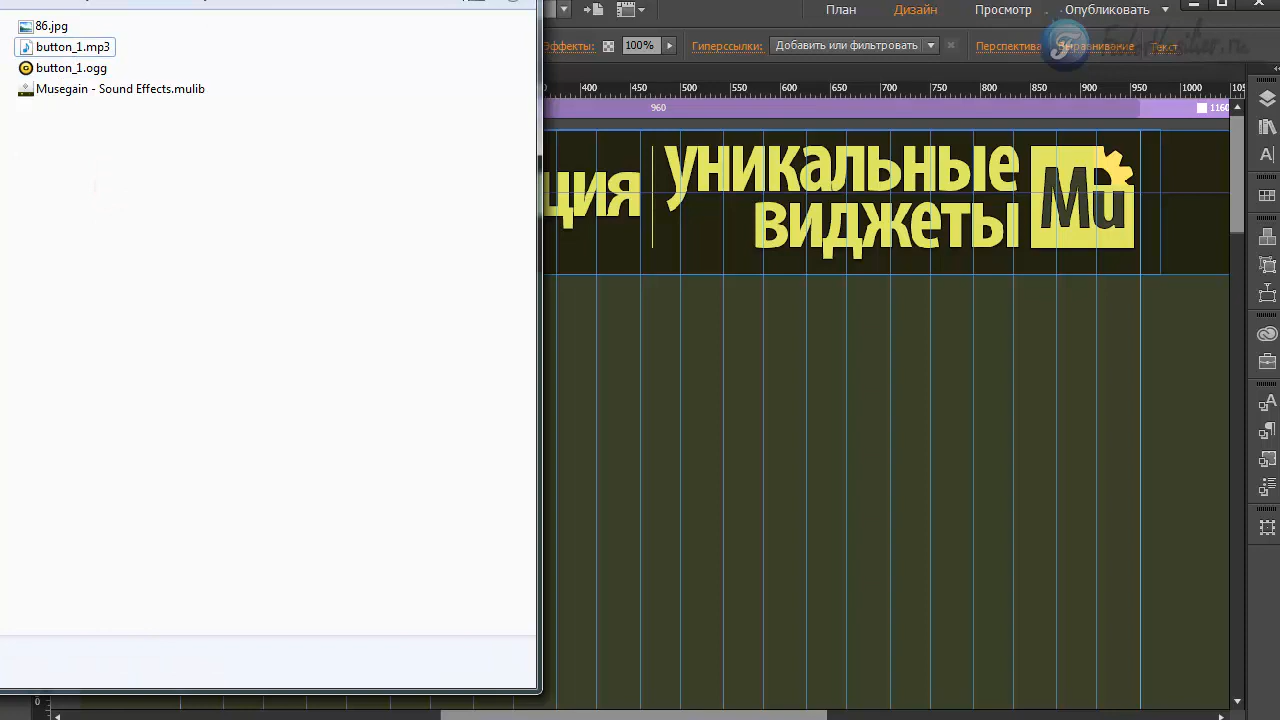 86.jpg
button_1.mp3
button_1.ogg
Musegain - Sound Effects.mulib
План Дизайн Просмотр Опубликовать
Эффекты: 100% Гиперссылки: Добавить или фильтровать Перспектива Выравнивание Текст
400 450 500 550 600 650 700 750 800 850 900 950 1000
960 1160
ция
уникальные
виджеты
Mu
0